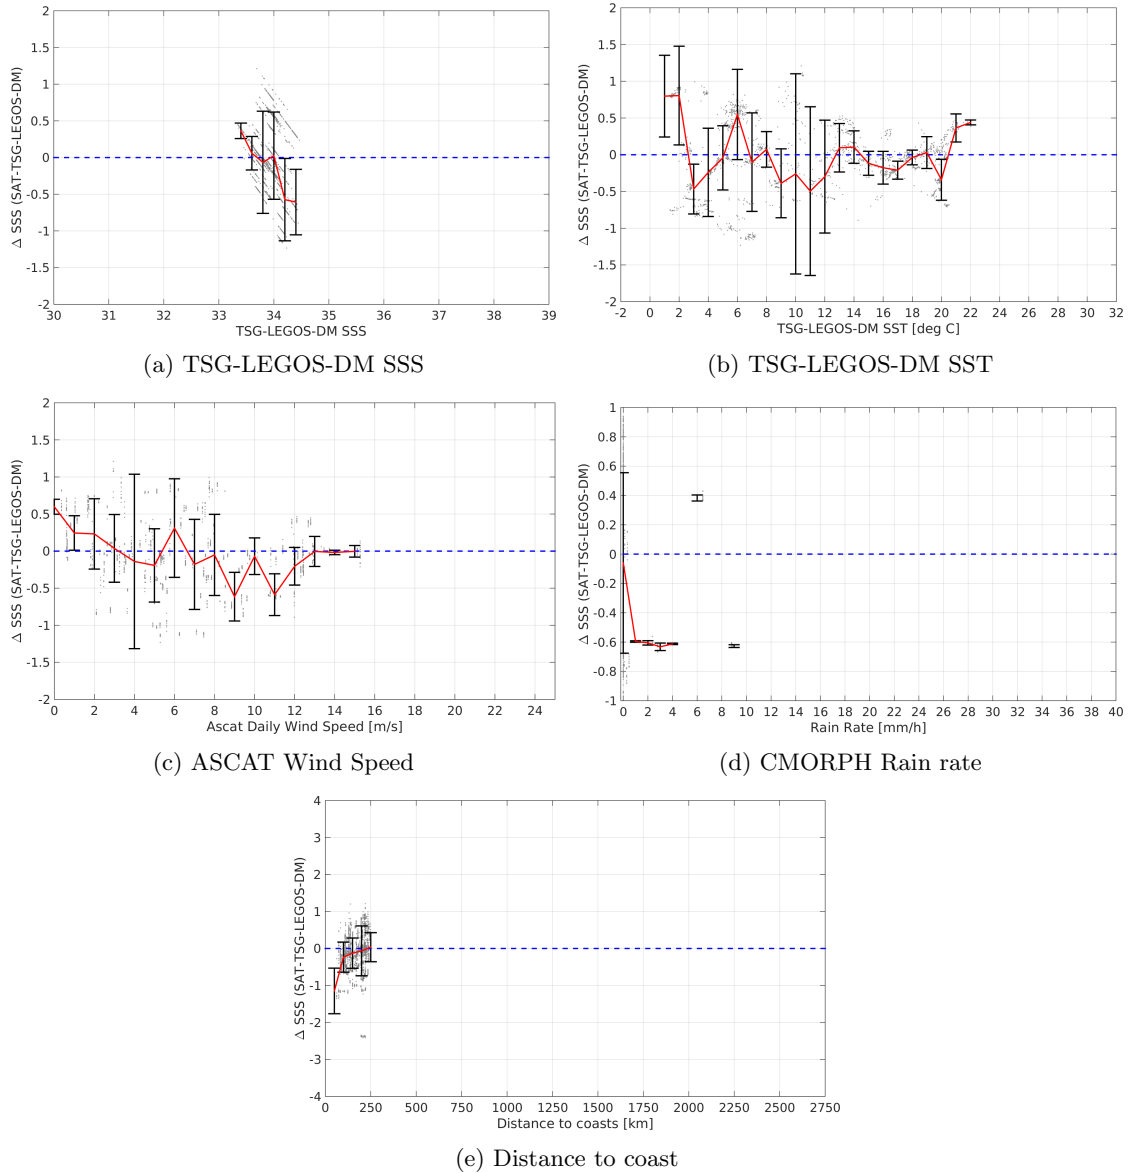 2
1.5
1
0.5
0
-0.5
-1
-1.5
-2
30 31 32 33 34 35 36 37 38 39
TSG-LEGOS-DM SSS
Δ SSS (SAT-TSG-LEGOS-DM)
(a) TSG-LEGOS-DM SSS
2
1.5
1
0.5
0
-0.5
-1
-1.5
-2
-2 0 2 4 6 8 10 12 14 16 18 20 22 24 26 28 30 32
TSG-LEGOS-DM SST [deg C]
Δ SSS (SAT-TSG-LEGOS-DM)
(b) TSG-LEGOS-DM SST
2
1.5
1
0.5
0
-0.5
-1
-1.5
-2
0 2 4 6 8 10 12 14 16 18 20 22 24
Ascat Daily Wind Speed [m/s]
Δ SSS (SAT-TSG-LEGOS-DM)
(c) ASCAT Wind Speed
1
0.8
0.6
0.4
0.2
0
-0.2
-0.4
-0.6
-0.8
-1
0 2 4 6 8 10 12 14 16 18 20 22 24 26 28 30 32 34 36 38 40
Rain Rate [mm/h]
Δ SSS (SAT-TSG-LEGOS-DM)
(d) CMORPH Rain rate
4
3
2
1
0
-1
-2
-3
-4
0 250 500 750 1000 1250 1500 1750 2000 2250 2500 2750
Distance to coasts [km]
Δ SSS (SAT-TSG-LEGOS-DM)
(e) Distance to coast